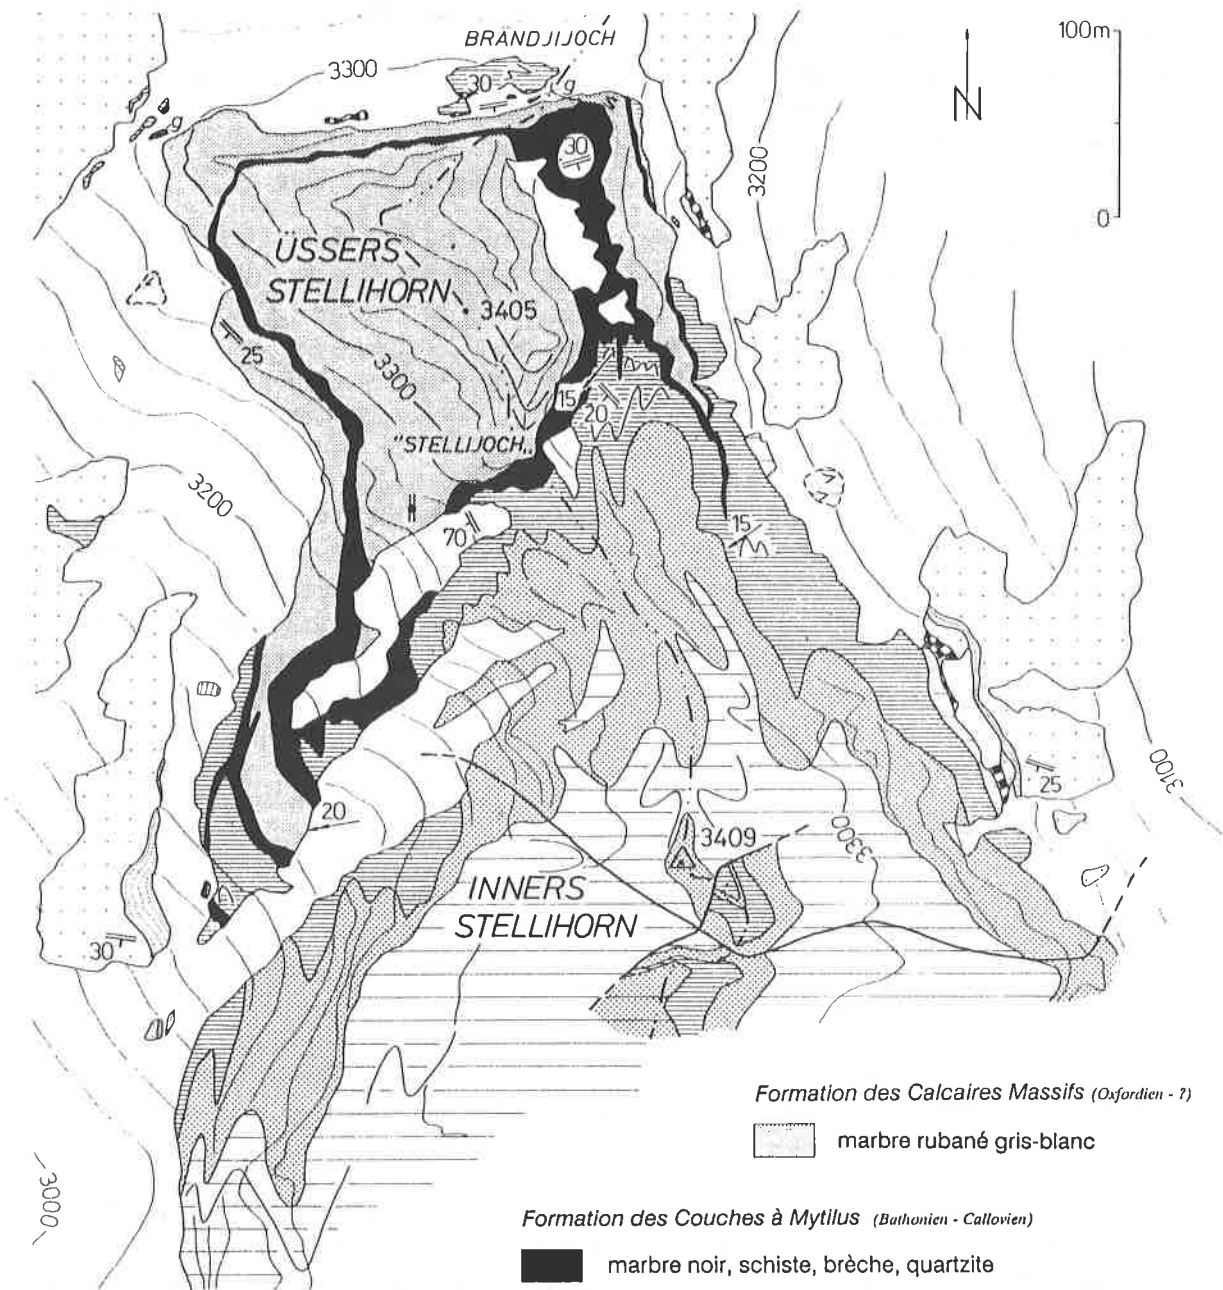 BRÄNDJIJOCH
100m
3300
30
g
N
g
30
3200
0
ÜSSERS
STELLIHORN
3405
25
3300
15
20
"STELLIJOCH"
3200
70
15
3100
25
20
3409
3300
INNERS
STELLIHORN
30
Formation des Calcaires Massifs (Oxfordien - ?)
marbre rubané gris-blanc
3000
Formation des Couches à Mytilus (Bathonien - Callovien)
marbre noir, schiste, brèche, quartzite